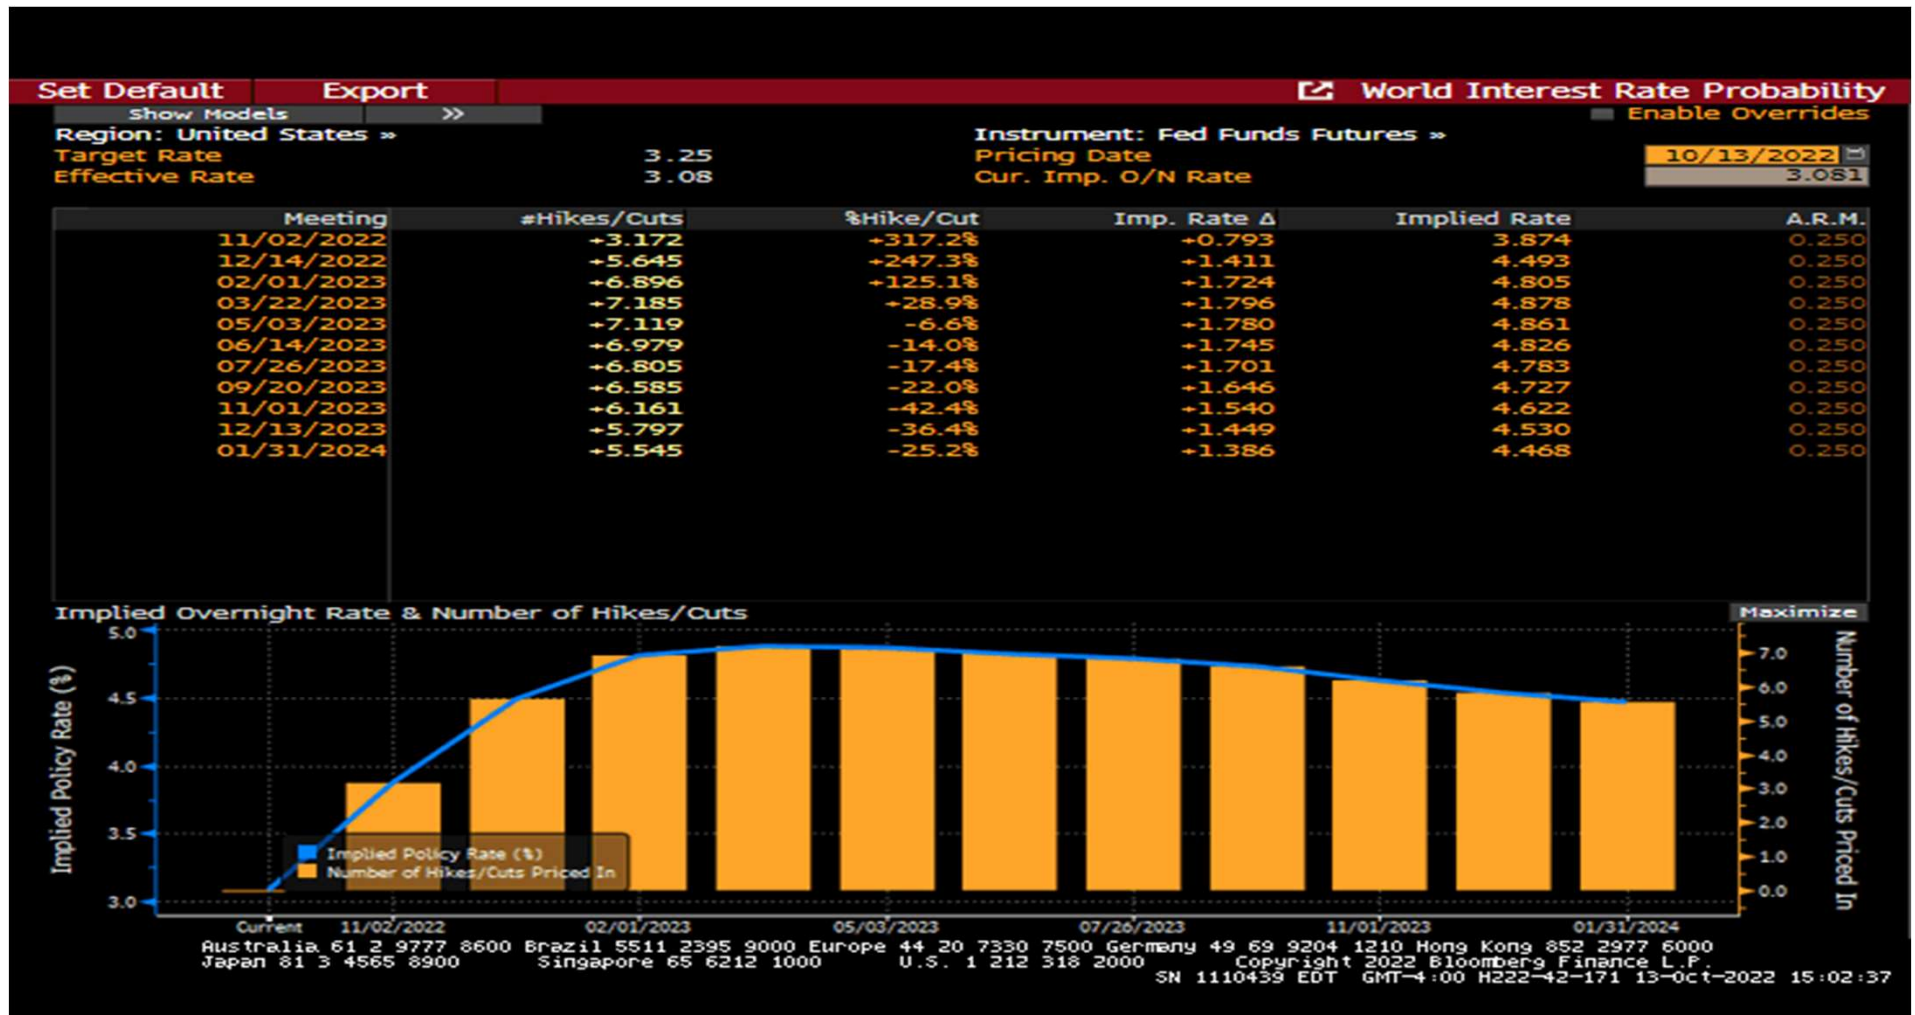 Set Default Export World Interest Rate Probability
Show Models >> Enable Overrides
Region: United States » Instrument: Fed Funds Futures »
Target Rate 3.25 Pricing Date 10/13/2022
Effective Rate 3.08 Cur. Imp. O/N Rate 3.081
Meeting #Hikes/Cuts %Hike/Cut Imp. Rate Δ Implied Rate A.R.M.
11/02/2022 +3.172 +317.2% +0.793 3.874 0.250
12/14/2022 +5.645 +247.3% +1.411 4.493 0.250
02/01/2023 +6.896 +125.1% +1.724 4.805 0.250
03/22/2023 +7.185 +28.9% +1.796 4.878 0.250
05/03/2023 +7.119 -6.6% +1.780 4.861 0.250
06/14/2023 +6.979 -14.0% +1.745 4.826 0.250
07/26/2023 +6.805 -17.4% +1.701 4.783 0.250
09/20/2023 +6.585 -22.0% +1.646 4.727 0.250
11/01/2023 +6.161 -42.4% +1.540 4.622 0.250
12/13/2023 +5.797 -36.4% +1.449 4.530 0.250
01/31/2024 +5.545 -25.2% +1.386 4.468 0.250
Implied Overnight Rate & Number of Hikes/Cuts Maximize
Implied Policy Rate (%)
5.0
4.5
4.0
3.5
3.0
Implied Policy Rate (%)
Number of Hikes/Cuts Priced In
7.0
6.0
5.0
4.0
3.0
2.0
1.0
0.0
Number of Hikes/Cuts Priced In
Current 11/02/2022 02/01/2023 05/03/2023 07/26/2023 11/01/2023 01/31/2024
Australia 61 2 9777 8600 Brazil 5511 2395 9000 Europe 44 20 7330 7500 Germany 49 69 9204 1210 Hong Kong 852 2977 6000
Japan 81 3 4565 8900 Singapore 65 6212 1000 U.S. 1 212 318 2000 Copyright 2022 Bloomberg Finance L.P.
SN 1110439 EDT GMT-4:00 H222-42-171 13-Oct-2022 15:02:37